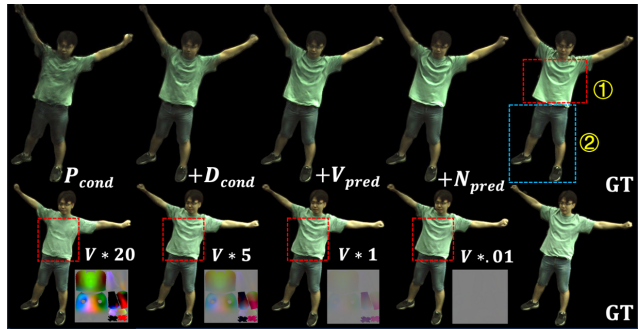 ①
②
P_cond
+D_cond
+V_pred
+N_pred
GT
V * 20
V * 5
V * 1
V *.01
GT